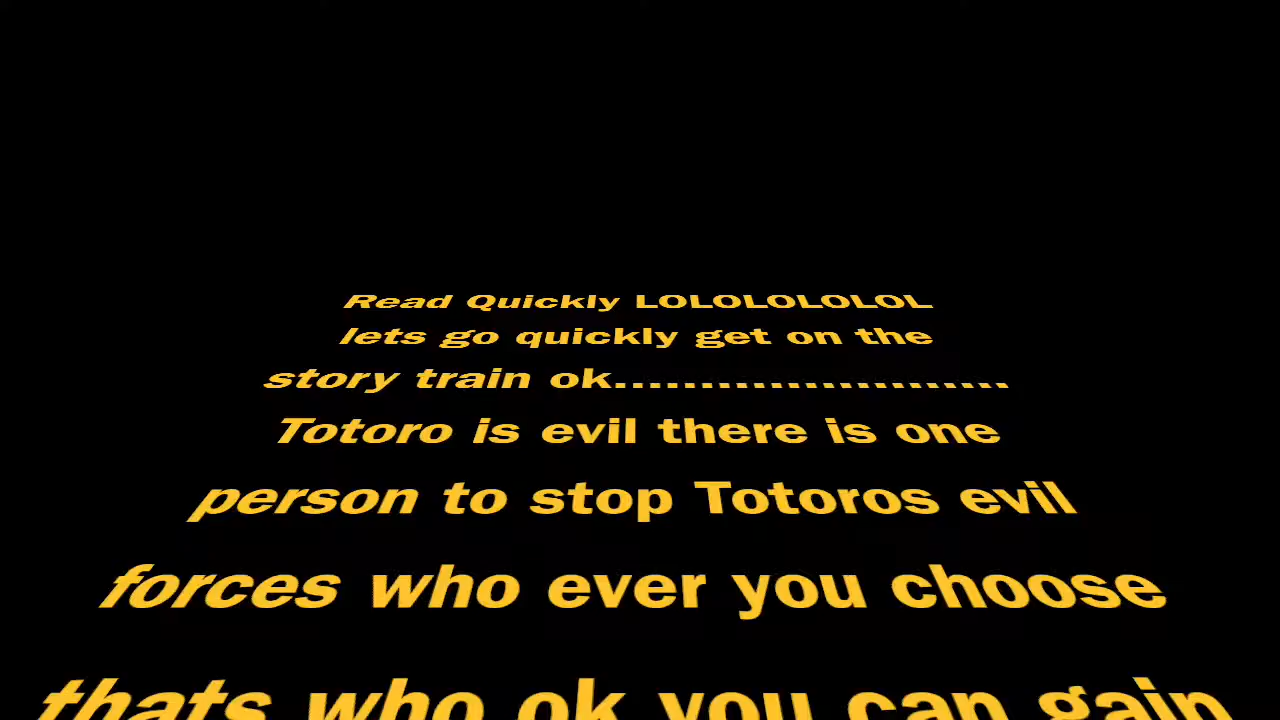 Read Quickly LOLOLOLOLOL
lets go quickly get on the
story train ok.......................
Totoro is evil there is one
person to stop Totoros evil
forces who ever you choose
thats who ok you can gain